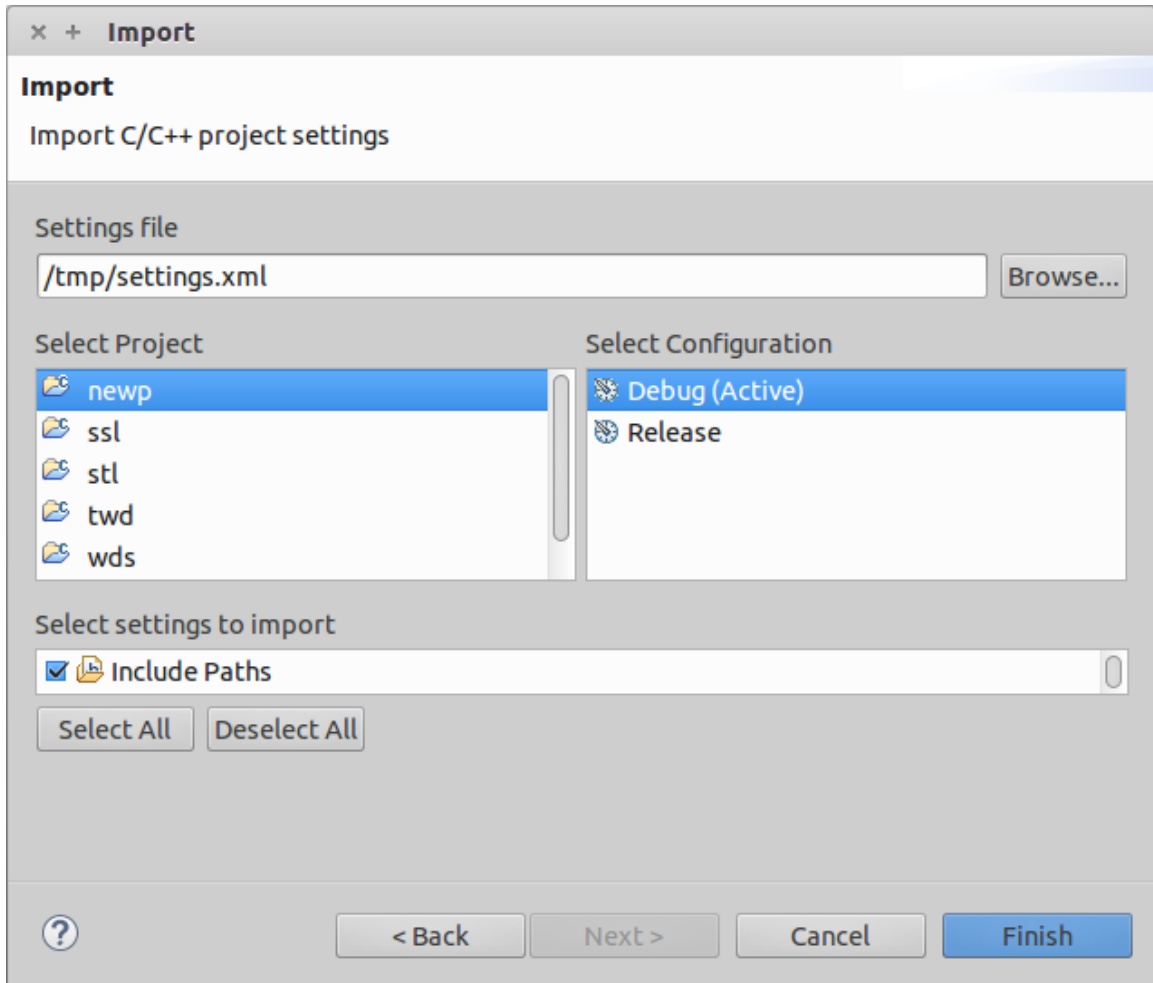 Import
Import
Import C/C++ project settings
Settings file
/tmp/settings.xml
Browse...
Select Project
Select Configuration
newp
Debug (Active)
ssl
Release
stl
twd
wds
Select settings to import
Include Paths
Select All
Deselect All
?
< Back
Next >
Cancel
Finish